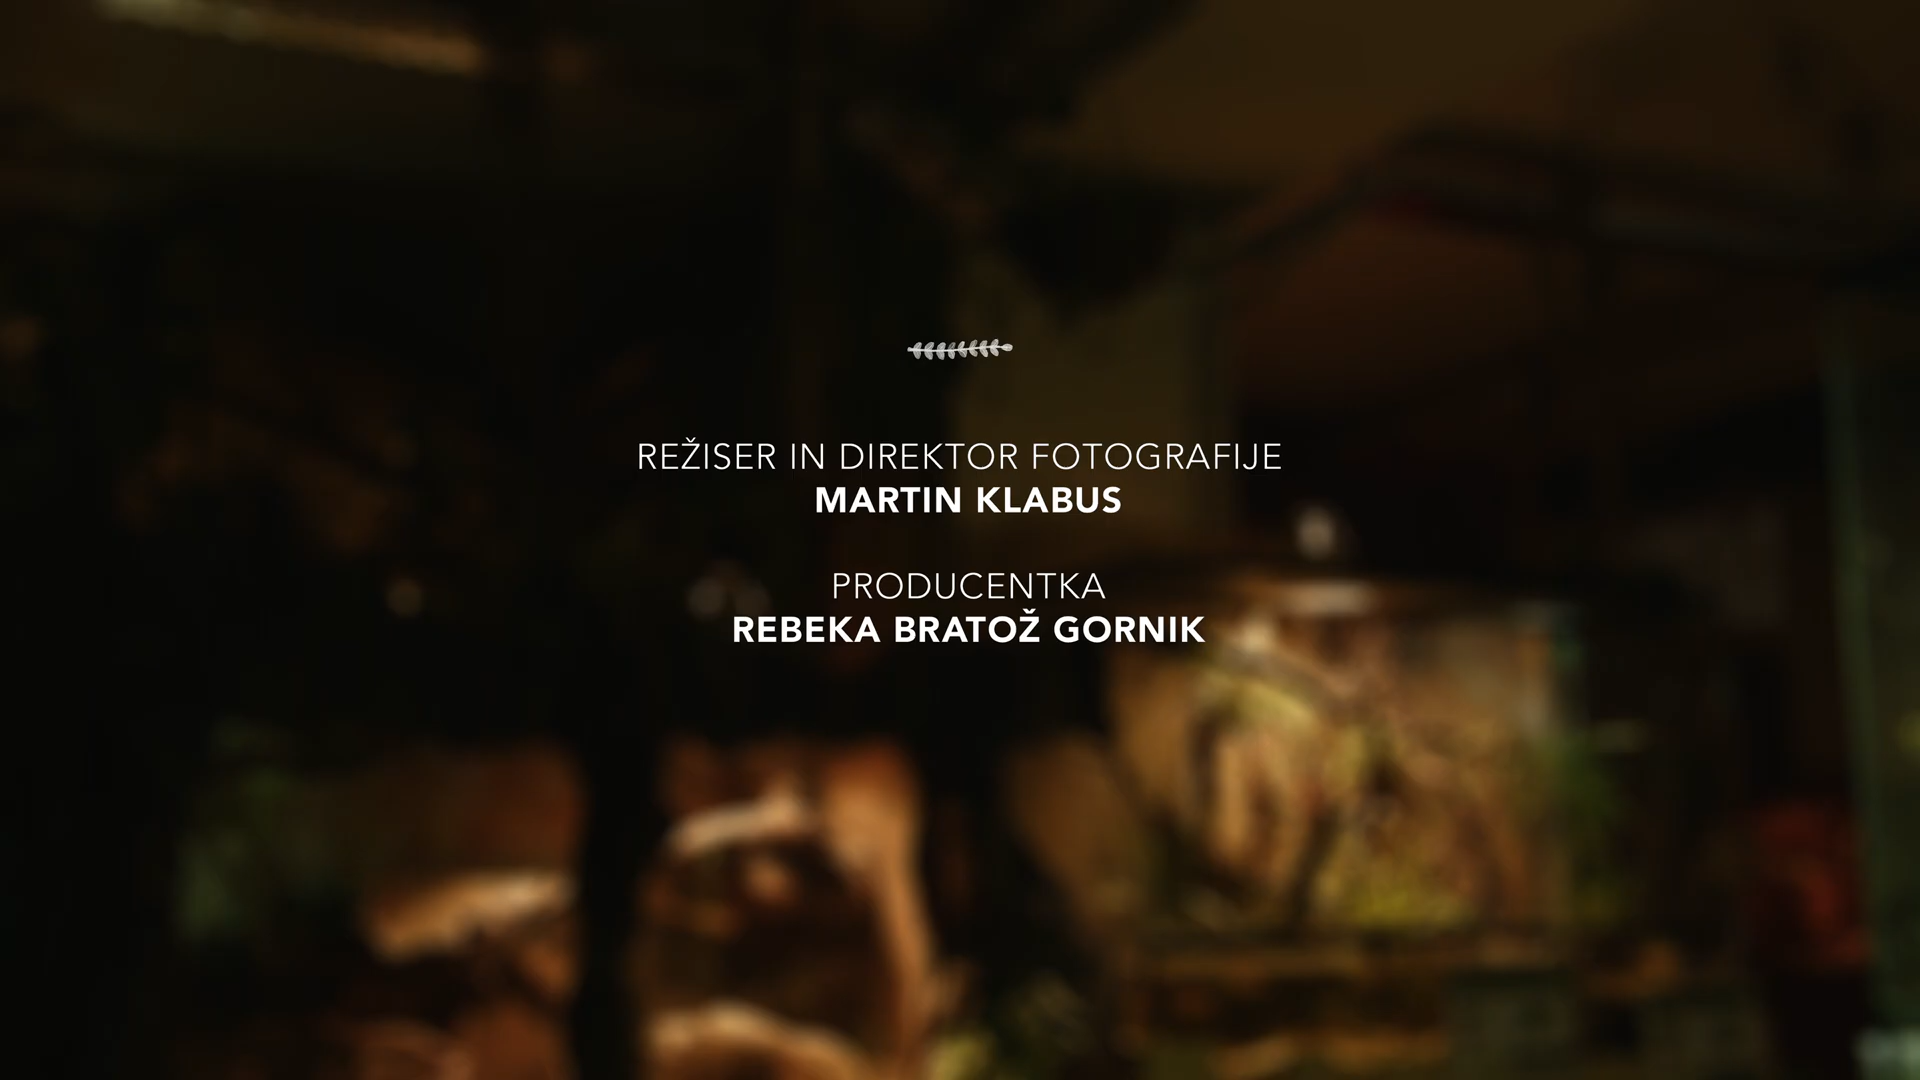 REŽISER IN DIREKTOR FOTOGRAFIJE
MARTIN KLABUS
PRODUCENTKA
REBEKA BRATOŽ GORNIK